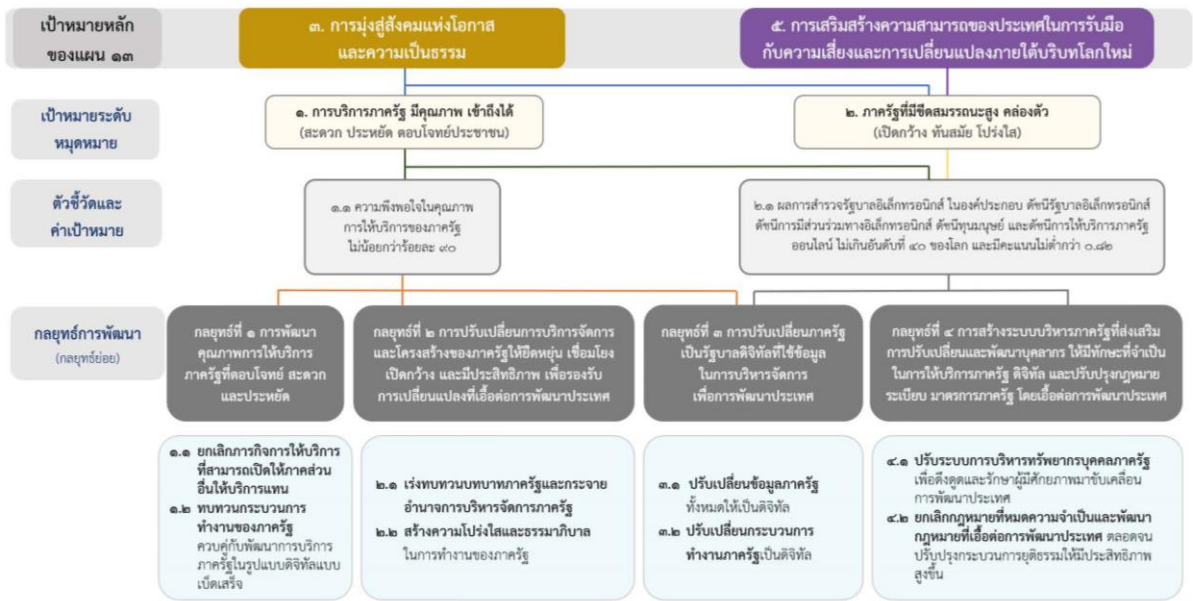 เป้าหมายหลัก
ของแผน ๑๓
๓. การมุ่งสู่สังคมแห่งโอกาส
และความเป็นธรรม
๕. การเสริมสร้างความสามารถของประเทศในการรับมือ
กับความเสี่ยงและการเปลี่ยนแปลงภายใต้บริบทโลกใหม่
เป้าหมายระดับ
หมุดหมาย
๑. การบริการภาครัฐ มีคุณภาพ เข้าถึงได้
(สะดวก ประหยัด ตอบโจทย์ประชาชน)
๒. ภาครัฐที่มีขีดสมรรถนะสูง คล่องตัว
(เปิดกว้าง ทันสมัย โปร่งใส)
ตัวชี้วัดและ
ค่าเป้าหมาย
๑.๑ ความพึงพอใจในคุณภาพ
การให้บริการของภาครัฐ
ไม่น้อยกว่าร้อยละ ๙๐
๒.๑ ผลการสำรวจรัฐบาลอิเล็กทรอนิกส์ ในองค์ประกอบ ดัชนีรัฐบาลอิเล็กทรอนิกส์
ดัชนีการมีส่วนร่วมทางอิเล็กทรอนิกส์ ดัชนีทุนมนุษย์ และดัชนีการให้บริการภาครัฐ
ออนไลน์ ไม่เกินอันดับที่ ๔๐ ของโลก และมีคะแนนไม่ต่ำกว่า ๐.๘๒
กลยุทธ์การพัฒนา
(กลยุทธ์ย่อย)
กลยุทธ์ที่ ๑ การพัฒนา
คุณภาพการให้บริการ
ภาครัฐที่ตอบโจทย์ สะดวก
และประหยัด
กลยุทธ์ที่ ๒ การปรับเปลี่ยนการบริการจัดการ
และโครงสร้างของภาครัฐให้ยืดหยุ่น เชื่อมโยง
เปิดกว้าง และมีประสิทธิภาพ เพื่อรองรับ
การเปลี่ยนแปลงที่เอื้อต่อการพัฒนาประเทศ
กลยุทธ์ที่ ๓ การปรับเปลี่ยนภาครัฐ
เป็นรัฐบาลดิจิทัลที่ใช้ข้อมูล
ในการบริหารจัดการ
เพื่อการพัฒนาประเทศ
กลยุทธ์ที่ ๔ การสร้างระบบบริหารภาครัฐที่ส่งเสริม
การปรับเปลี่ยนและพัฒนาบุคลากร ให้มีทักษะที่จำเป็น
ในการให้บริการภาครัฐ ดิจิทัล และปรับปรุงกฎหมาย
ระเบียบ มาตรการภาครัฐ โดยเอื้อต่อการพัฒนาประเทศ
๑.๑ ยกเลิกภารกิจการให้บริการ
ที่สามารถเปิดให้ภาคส่วน
อื่นให้บริการแทน
๑.๒ ทบทวนกระบวนการ
ทำงานของภาครัฐ
ควบคู่กับพัฒนาการบริการ
ภาครัฐในรูปแบบดิจิทัลแบบ
เบ็ดเสร็จ
๒.๑ เร่งทบทวนบทบาทภาครัฐและกระจาย
อำนาจการบริหารจัดการภาครัฐ
๒.๒ สร้างความโปร่งใสและธรรมาภิบาล
ในการทำงานของภาครัฐ
๓.๑ ปรับเปลี่ยนข้อมูลภาครัฐ
ทั้งหมดให้เป็นดิจิทัล
๓.๒ ปรับเปลี่ยนกระบวนการ
ทำงานภาครัฐเป็นดิจิทัล
๔.๑ ปรับระบบการบริหารทรัพยากรบุคคลภาครัฐ
เพื่อดึงดูดและรักษาผู้มีศักยภาพมาขับเคลื่อน
การพัฒนาประเทศ
๔.๒ ยกเลิกกฎหมายที่หมดความจำเป็นและพัฒนา
กฎหมายที่เอื้อต่อการพัฒนาประเทศ ตลอดจน
ปรับปรุงกระบวนการยุติธรรมให้มีประสิทธิภาพ
สูงขึ้น